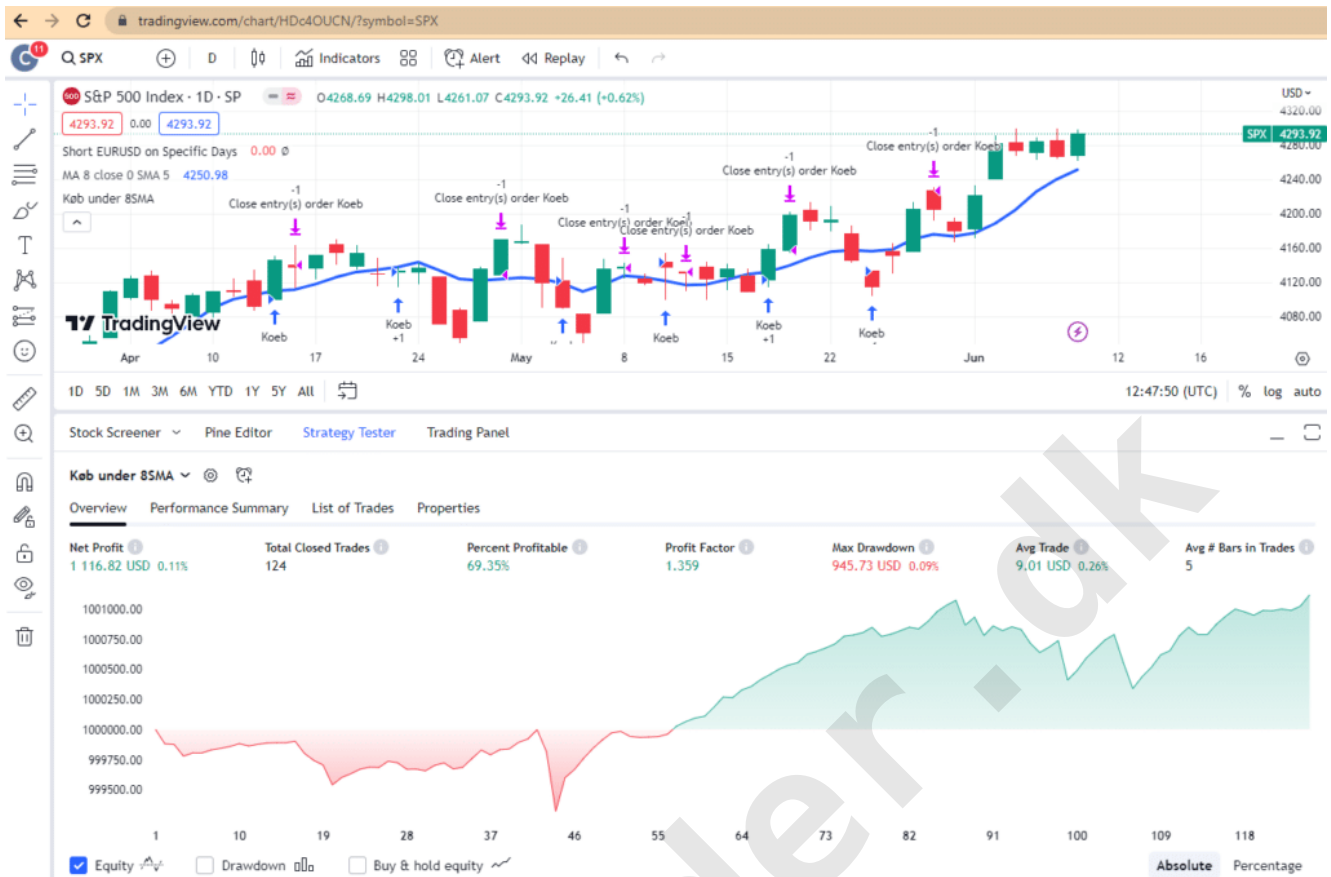 tradingview.com/chart/HDc4OUCN/?symbol=SPX
C 11 SPX D Indicators Alert Replay
S&P 500 Index · 1D · SP O4268.69 H4298.01 L4261.07 C4293.92 +26.41 (+0.62%) USD
4293.92 0.00 4293.92
Short EURUSD on Specific Days 0.00 Ø
MA 8 close 0 SMA 5 4250.98
Køb under 8SMA
4320.00
SPX 4293.92
4280.00
4240.00
4200.00
4160.00
4120.00
4080.00
-1
Close entry(s) order Koeb
-1
Close entry(s) order Koeb
-1
Close entry(s) order Koeb
-1
Close entry(s) order Koeb
-1
Close entry(s) order Koeb
-1
Close entry(s) order Koeb
TradingView
Koeb
Koeb
+1
Koeb
Koeb
+1
Koeb
Apr 10 17 24 May 8 15 22 Jun 12 16
1D 5D 1M 3M 6M YTD 1Y 5Y All 12:47:50 (UTC) % log auto
Stock Screener Pine Editor Strategy Tester Trading Panel
Køb under 8SMA
Overview Performance Summary List of Trades Properties
Net Profit Total Closed Trades Percent Profitable Profit Factor Max Drawdown Avg Trade Avg # Bars in Trades
1 116.82 USD 0.11% 124 69.35% 1.359 945.73 USD 0.09% 9.01 USD 0.26% 5
1001000.00
1000750.00
1000500.00
1000250.00
1000000.00
999750.00
999500.00
1 10 19 28 37 46 55 64 73 82 91 100 109 118
Equity Drawdown Buy & hold equity Absolute Percentage
der.dk